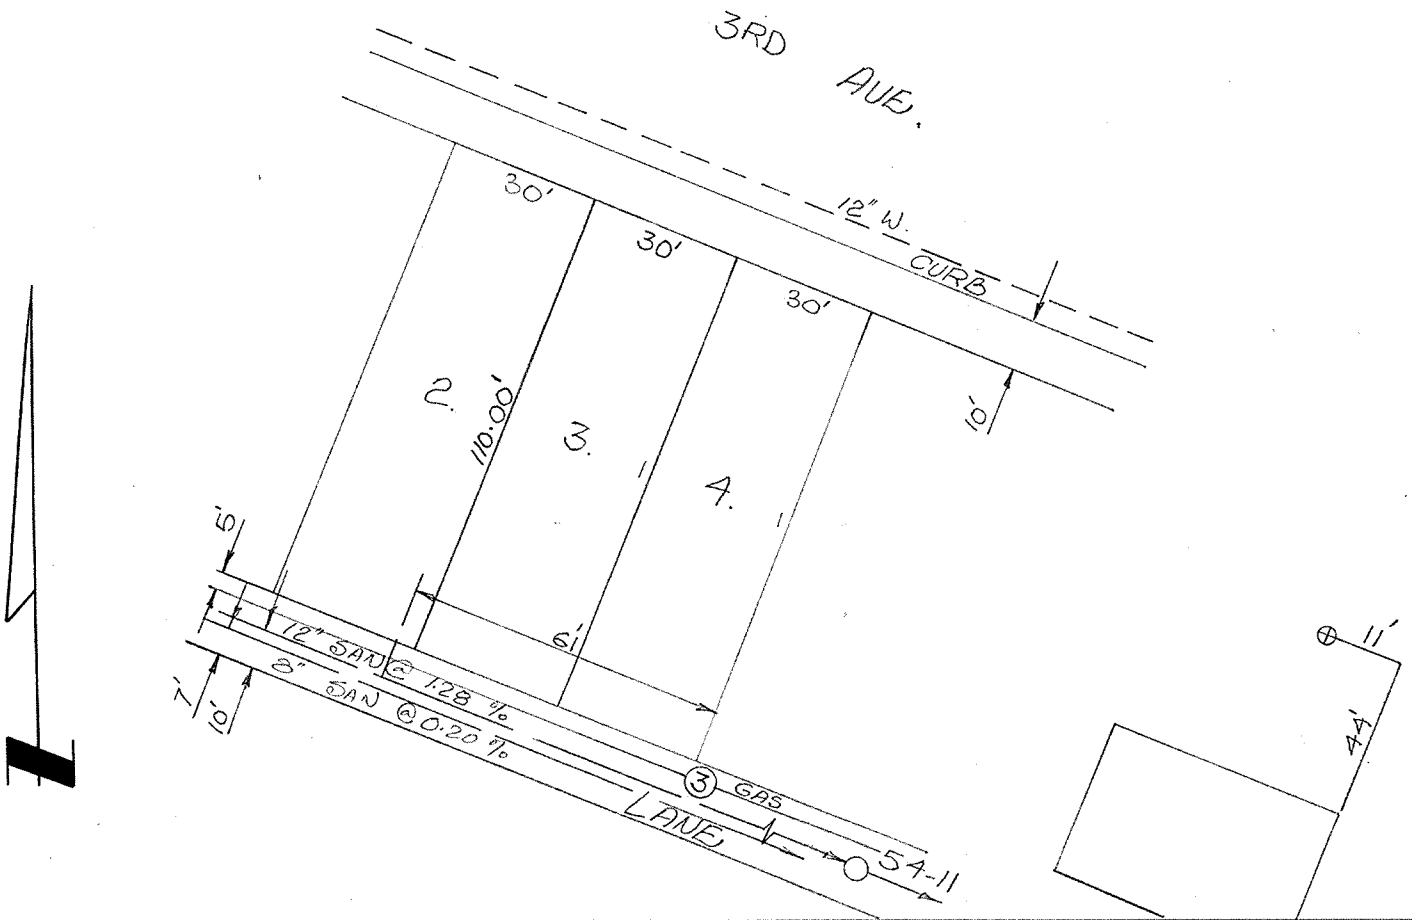 3RD AVE.
12" W.
CURB
30'
30'
30'
10'
2.
110.00'
3.
4.
5'
61'
12" SAN @ 1.28 %
8" SAN @ 0.20 %
7'
10'
3
GAS
LANE
54-11
11'
44'